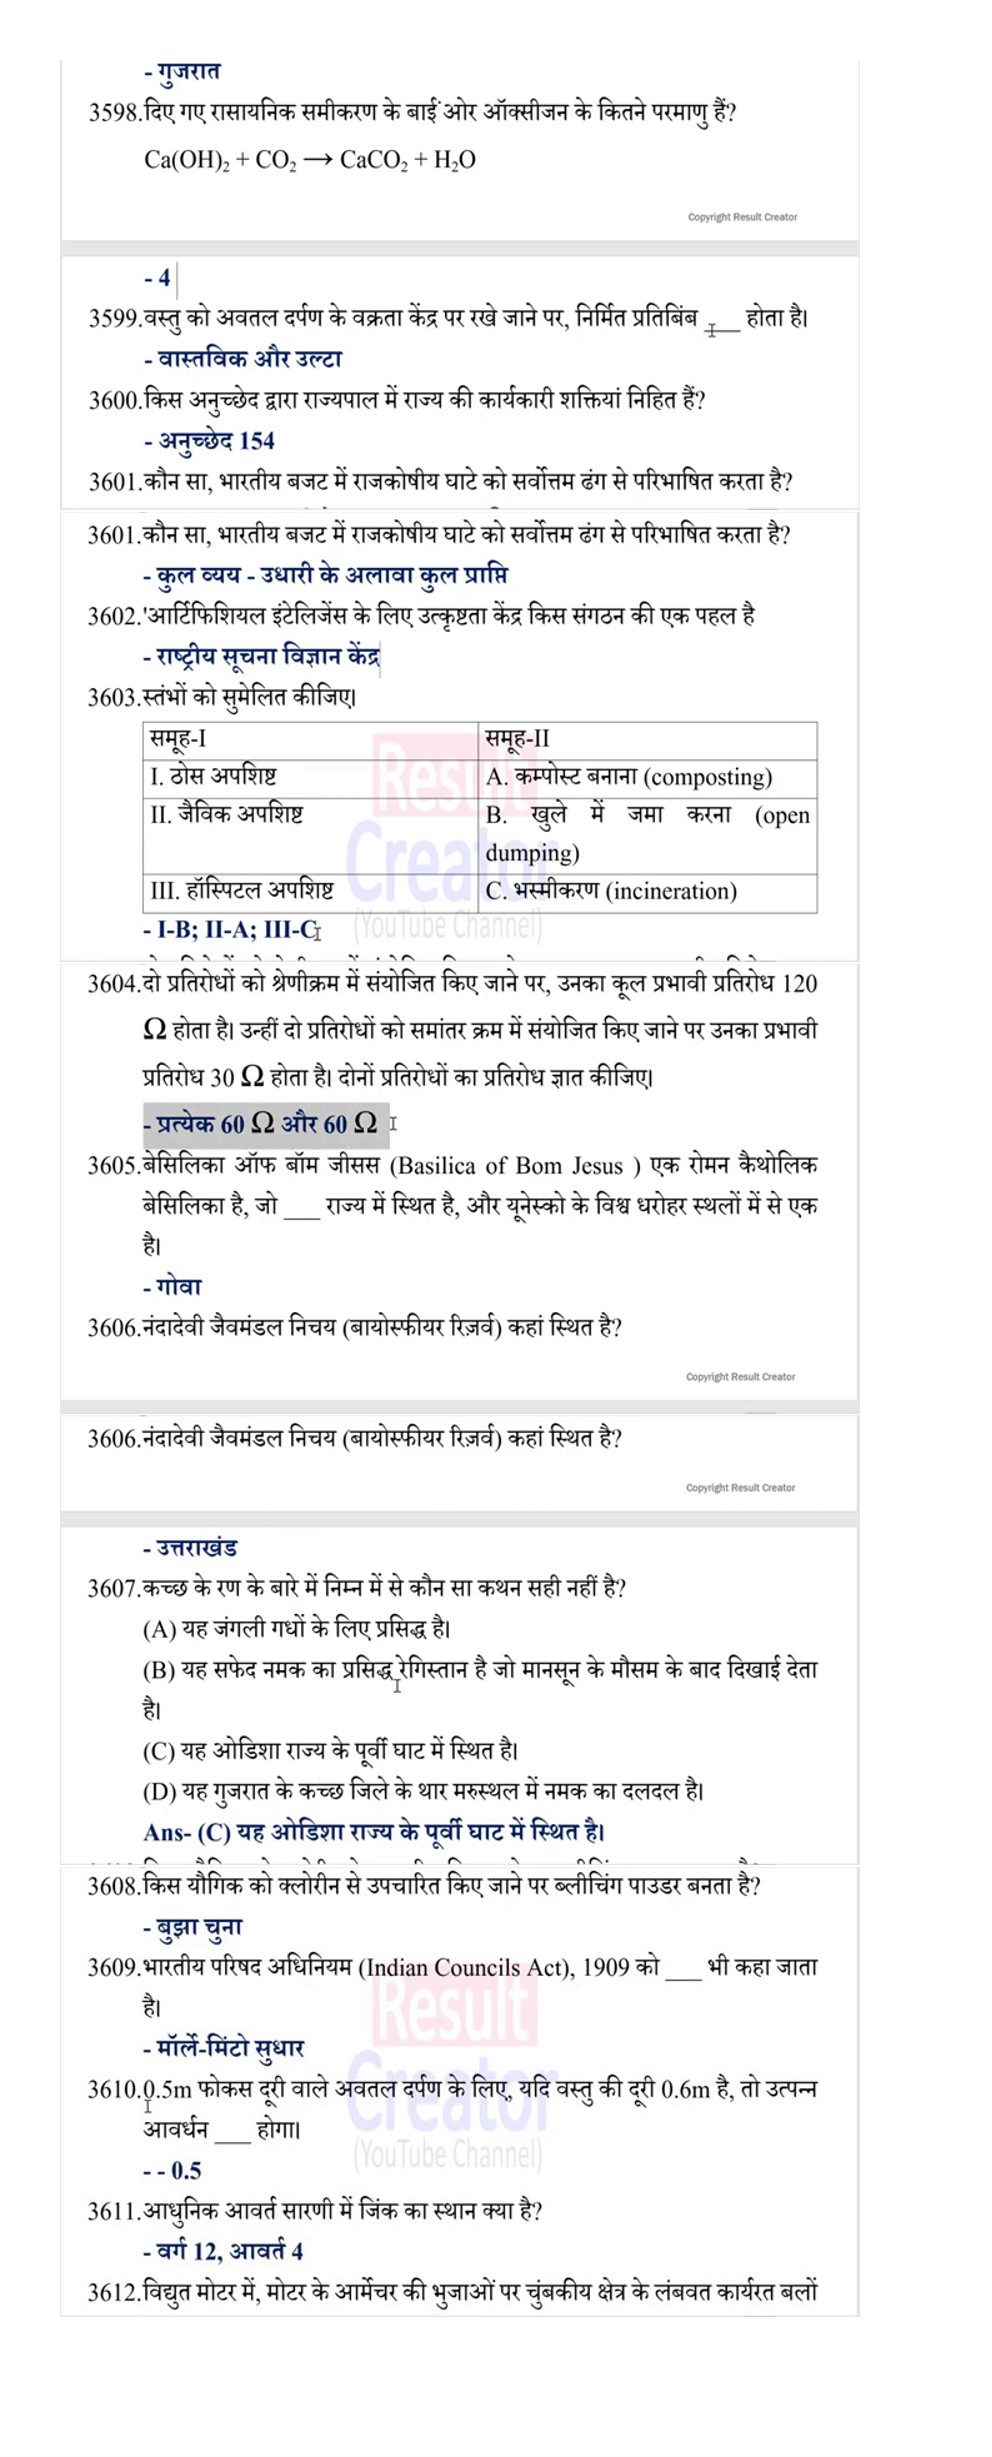 - गुजरात
3598.दिए गए रासायनिक समीकरण के बाईं ओर ऑक्सीजन के कितने परमाणु हैं?
Ca(OH)₂ + CO₂ ⟶ CaCO₂ + H₂O
Copyright Result Creator
- 4
3599.वस्तु को अवतल दर्पण के वक्रता केंद्र पर रखे जाने पर, निर्मित प्रतिबिंब ___ होता है।
- वास्तविक और उल्टा
3600.किस अनुच्छेद द्वारा राज्यपाल में राज्य की कार्यकारी शक्तियां निहित हैं?
- अनुच्छेद 154
3601.कौन सा, भारतीय बजट में राजकोषीय घाटे को सर्वोत्तम ढंग से परिभाषित करता है?
3601.कौन सा, भारतीय बजट में राजकोषीय घाटे को सर्वोत्तम ढंग से परिभाषित करता है?
- कुल व्यय - उधारी के अलावा कुल प्राप्ति
3602.'आर्टिफिशियल इंटेलिजेंस के लिए उत्कृष्टता केंद्र किस संगठन की एक पहल है
- राष्ट्रीय सूचना विज्ञान केंद्र
3603.स्तंभों को सुमेलित कीजिए।
समूह-I समूह-II
I. ठोस अपशिष्ट A. कम्पोस्ट बनाना (composting)
II. जैविक अपशिष्ट B. खुले में जमा करना (open
dumping)
III. हॉस्पिटल अपशिष्ट C. भस्मीकरण (incineration)
Result
Creator
(YouTube Channel)
- I-B; II-A; III-C
3604.दो प्रतिरोधों को श्रेणीक्रम में संयोजित किए जाने पर, उनका कूल प्रभावी प्रतिरोध 120
Ω होता है। उन्हीं दो प्रतिरोधों को समांतर क्रम में संयोजित किए जाने पर उनका प्रभावी
प्रतिरोध 30 Ω होता है। दोनों प्रतिरोधों का प्रतिरोध ज्ञात कीजिए।
- प्रत्येक 60 Ω और 60 Ω
3605.बेसिलिका ऑफ बॉम जीसस (Basilica of Bom Jesus ) एक रोमन कैथोलिक
बेसिलिका है, जो ___ राज्य में स्थित है, और यूनेस्को के विश्व धरोहर स्थलों में से एक
है।
- गोवा
3606.नंदादेवी जैवमंडल निचय (बायोस्फीयर रिज़र्व) कहां स्थित है?
Copyright Result Creator
3606.नंदादेवी जैवमंडल निचय (बायोस्फीयर रिज़र्व) कहां स्थित है?
Copyright Result Creator
- उत्तराखंड
3607.कच्छ के रण के बारे में निम्न में से कौन सा कथन सही नहीं है?
(A) यह जंगली गधों के लिए प्रसिद्ध है।
(B) यह सफेद नमक का प्रसिद्ध रेगिस्तान है जो मानसून के मौसम के बाद दिखाई देता
है।
(C) यह ओडिशा राज्य के पूर्वी घाट में स्थित है।
(D) यह गुजरात के कच्छ जिले के थार मरुस्थल में नमक का दलदल है।
Ans- (C) यह ओडिशा राज्य के पूर्वी घाट में स्थित है।
3608.किस यौगिक को क्लोरीन से उपचारित किए जाने पर ब्लीचिंग पाउडर बनता है?
- बुझा चुना
3609.भारतीय परिषद अधिनियम (Indian Councils Act), 1909 को ___ भी कहा जाता
है।
- मॉर्ले-मिंटो सुधार
3610.0.5m फोकस दूरी वाले अवतल दर्पण के लिए, यदि वस्तु की दूरी 0.6m है, तो उत्पन्न
आवर्धन ___ होगा।
Result
Creator
(YouTube Channel)
- - 0.5
3611.आधुनिक आवर्त सारणी में जिंक का स्थान क्या है?
- वर्ग 12, आवर्त 4
3612.विद्युत मोटर में, मोटर के आर्मेचर की भुजाओं पर चुंबकीय क्षेत्र के लंबवत कार्यरत बलों